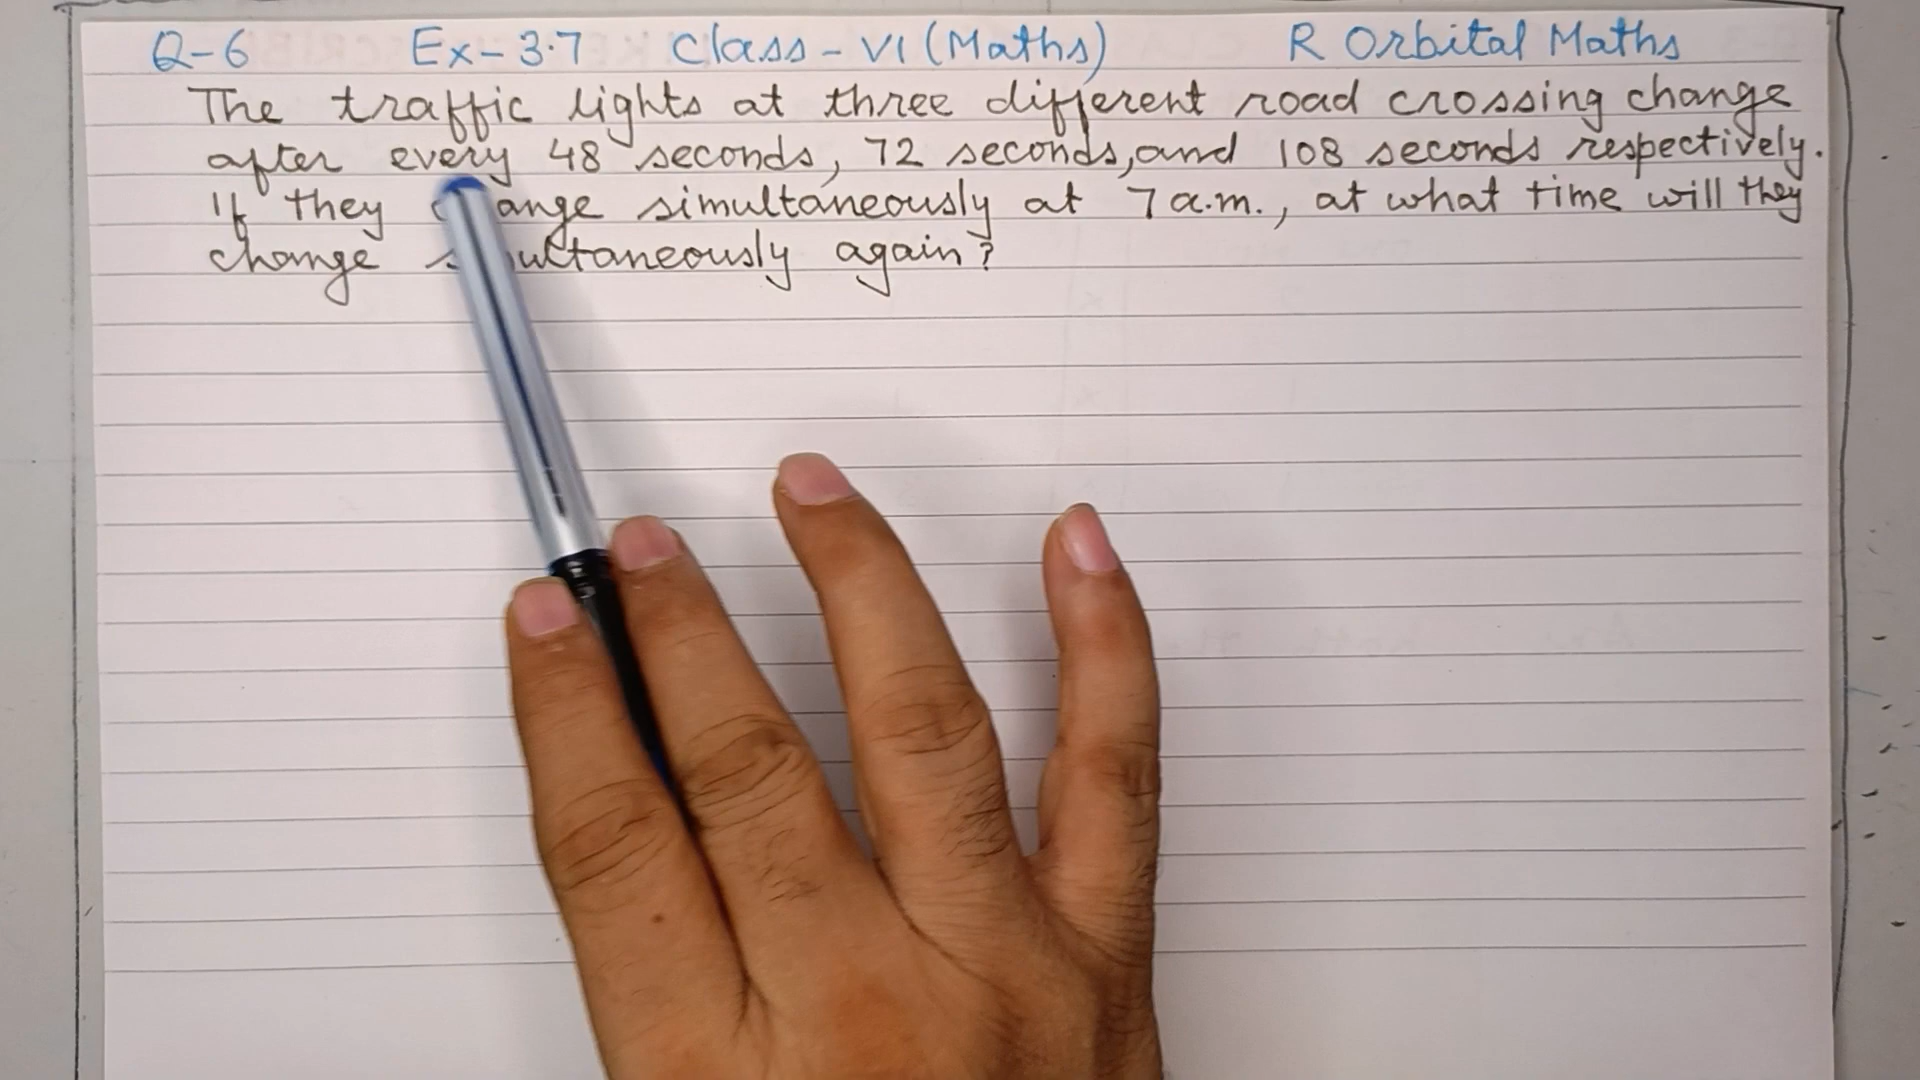 Q-6 Ex-3.7 Class-VI (Maths) R Orbital Maths
The traffic lights at three different road crossing change
after every 48 seconds, 72 seconds, and 108 seconds respectively.
If they ange simultaneously at 7 a.m., at what time will they
change ultaneously again?